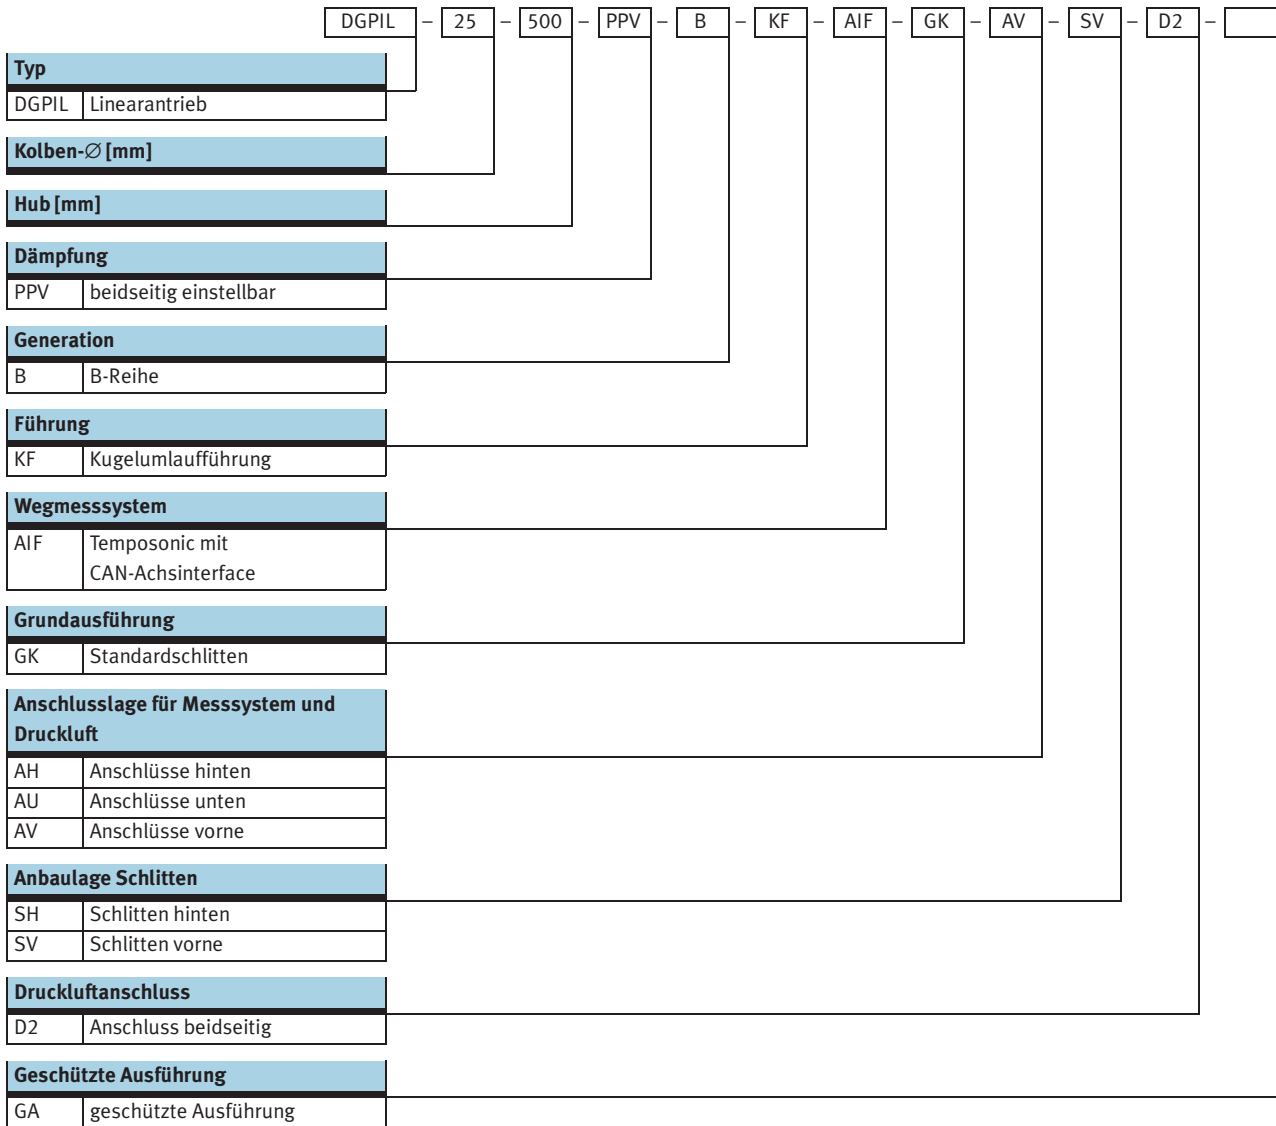 DGPIL – 25 – 500 – PPV – B – KF – AIF – GK – AV – SV – D2 –
Typ
DGPIL Linearantrieb
Kolben-∅ [mm]
Hub [mm]
Dämpfung
PPV beidseitig einstellbar
Generation
B B-Reihe
Führung
KF Kugelumlaufführung
Wegmesssystem
AIF Temposonic mit
CAN-Achsinterface
Grundausführung
GK Standardschlitten
Anschlusslage für Messsystem und
Druckluft
AH Anschlüsse hinten
AU Anschlüsse unten
AV Anschlüsse vorne
Anbaulage Schlitten
SH Schlitten hinten
SV Schlitten vorne
Druckluftanschluss
D2 Anschluss beidseitig
Geschützte Ausführung
GA geschützte Ausführung